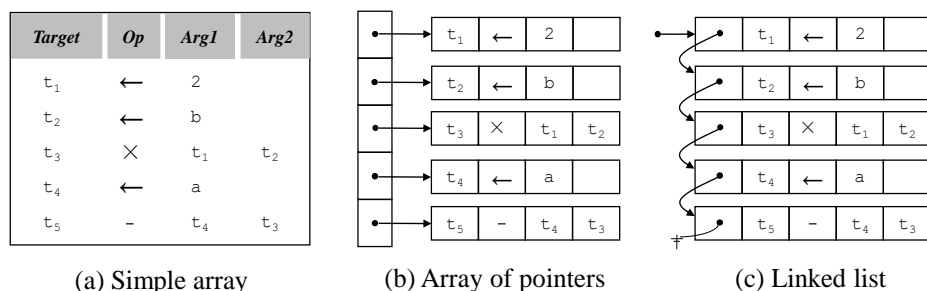 Target Op Arg1 Arg2
t₁ ← 2
t₂ ← b
t₃ × t₁ t₂
t₄ ← a
t₅ - t₄ t₃
(a) Simple array
t₁ ← 2
t₂ ← b
t₃ × t₁ t₂
t₄ ← a
t₅ - t₄ t₃
(b) Array of pointers
t₁ ← 2
t₂ ← b
t₃ × t₁ t₂
t₄ ← a
t₅ - t₄ t₃
(c) Linked list